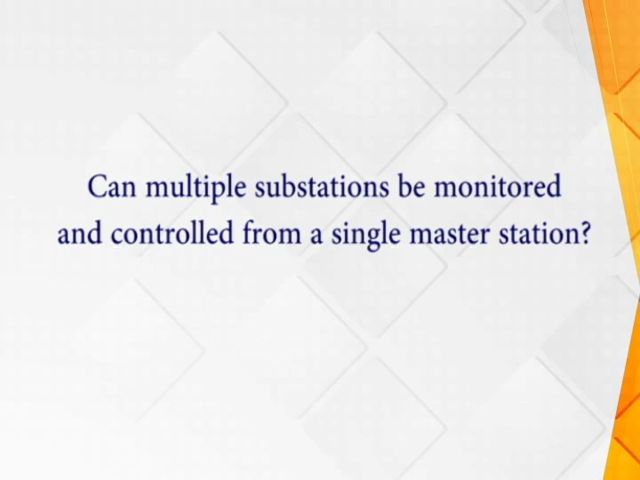 Can multiple substations be monitored
and controlled from a single master station?